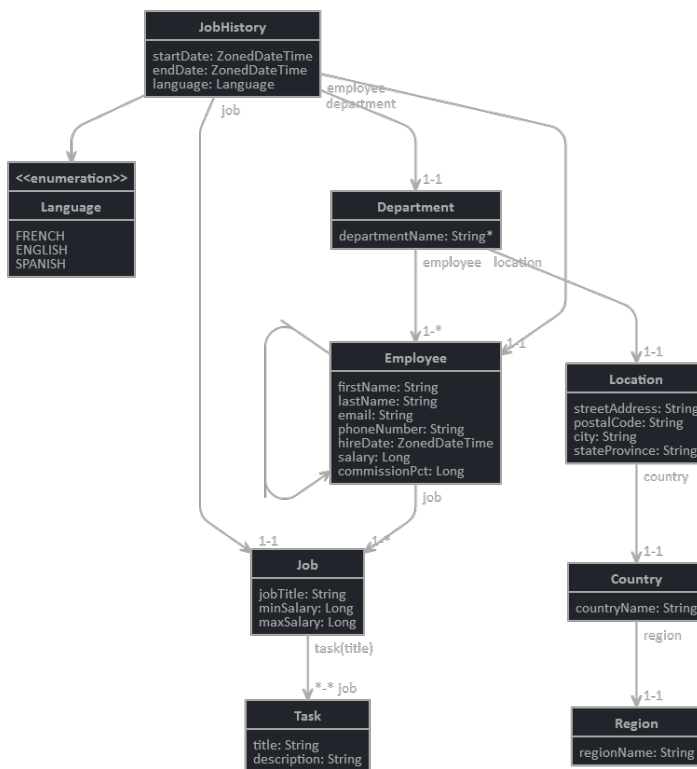 JobHistory
startDate: ZonedDateTime
endDate: ZonedDateTime
language: Language
employee
department
job
<<enumeration>>
Language
FRENCH
ENGLISH
SPANISH
1-1
Department
departmentName: String*
employee
location
1-*
1-1
1-1
Employee
firstName: String
lastName: String
email: String
phoneNumber: String
hireDate: ZonedDateTime
salary: Long
commissionPct: Long
Location
streetAddress: String
postalCode: String
city: String
stateProvince: String
country
job
1-1
1-*
1-1
Job
jobTitle: String
minSalary: Long
maxSalary: Long
Country
countryName: String
region
task(title)
*-* job
1-1
Task
title: String
description: String
Region
regionName: String